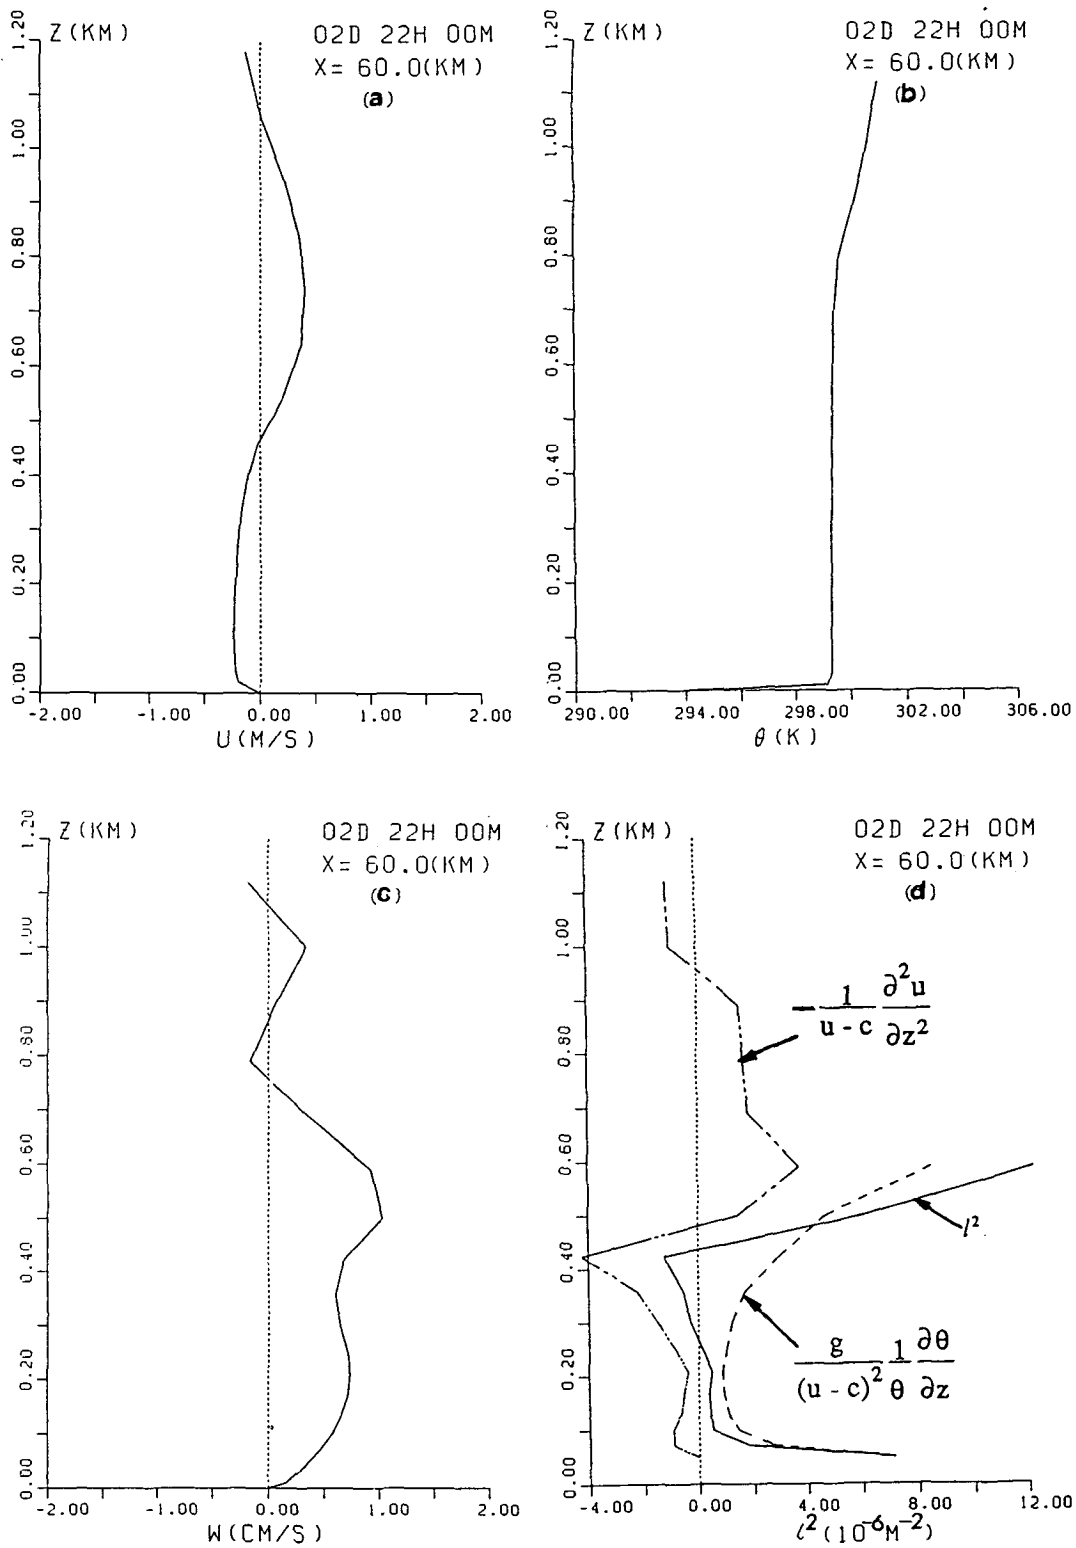 Z(KM)
02D 22H 00M
X= 60.0(KM)
(a)
1.20
1.00
0.80
0.60
0.40
0.20
0.00
-2.00 -1.00 0.00 1.00 2.00
U(M/S)
Z(KM)
02D 22H 00M
X= 60.0(KM)
(b)
1.20
1.00
0.80
0.60
0.40
0.20
0.00
290.00 294.00 298.00 302.00 306.00
θ(K)
Z(KM)
02D 22H 00M
X= 60.0(KM)
(c)
1.20
1.00
0.80
0.60
0.40
0.20
0.00
-2.00 -1.00 0.00 1.00 2.00
W(CM/S)
Z(KM)
02D 22H 00M
X= 60.0(KM)
(d)
1.20
1.00
0.80
0.60
0.40
0.20
0.00
- 1/(u - c) ∂²u/∂z²
l²
g/(u - c)² 1/θ ∂θ/∂z
-4.00 0.00 4.00 8.00 12.00
l²(10⁻⁶M⁻²)